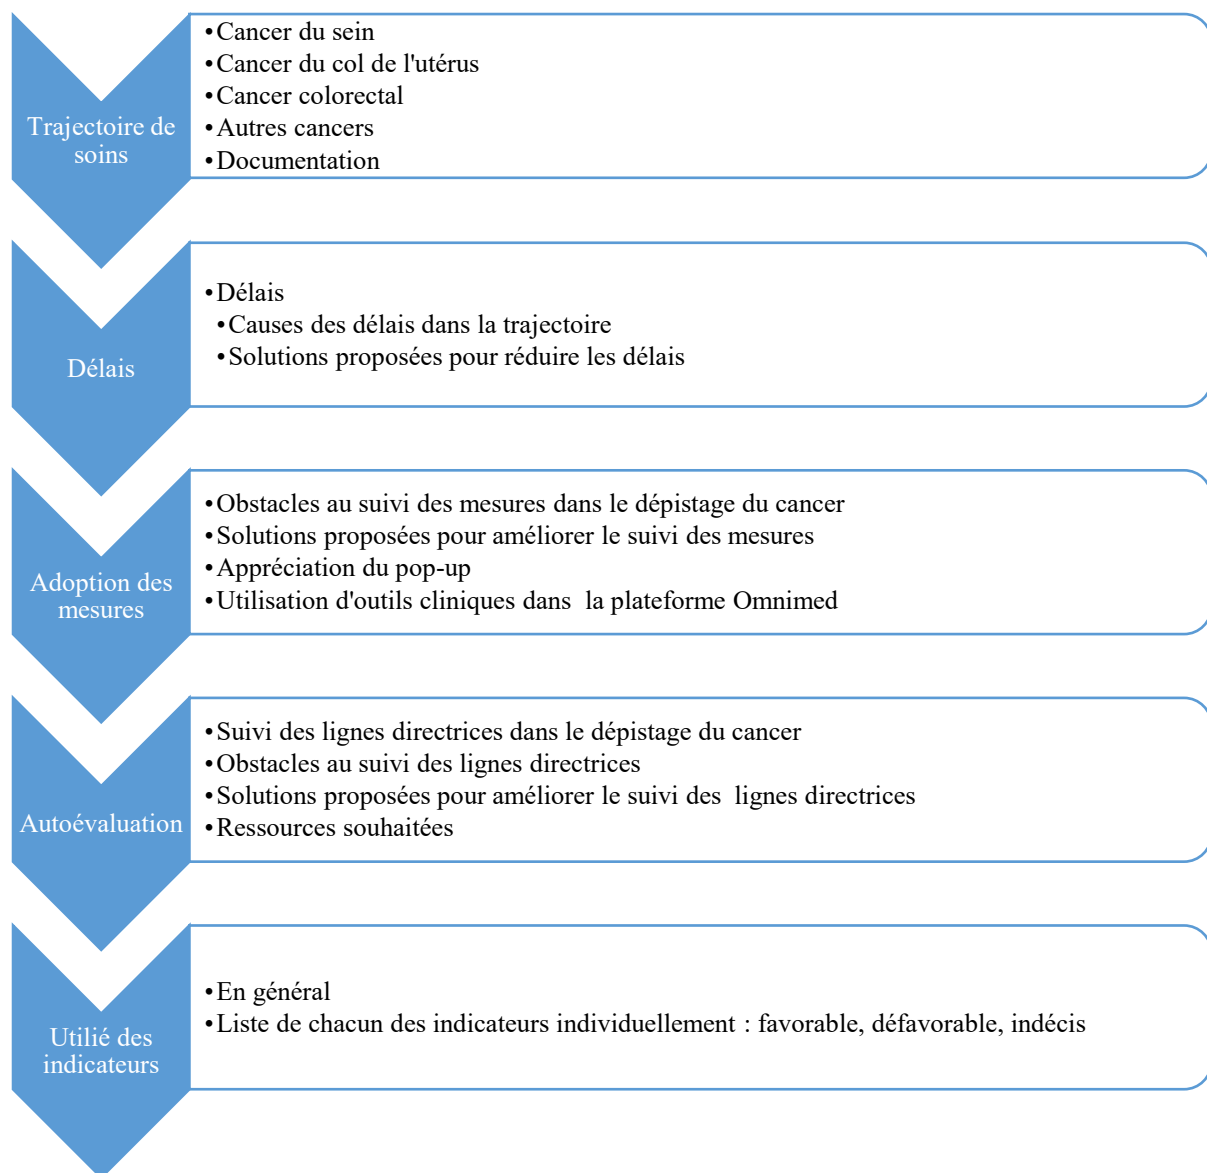 Trajectoire de
soins
•Cancer du sein
•Cancer du col de l'utérus
•Cancer colorectal
•Autres cancers
•Documentation
Délais
•Délais
•Causes des délais dans la trajectoire
•Solutions proposées pour réduire les délais
Adoption des
mesures
•Obstacles au suivi des mesures dans le dépistage du cancer
•Solutions proposées pour améliorer le suivi des mesures
•Appréciation du pop-up
•Utilisation d'outils cliniques dans  la plateforme Omnimed
Autoévaluation
•Suivi des lignes directrices dans le dépistage du cancer
•Obstacles au suivi des lignes directrices
•Solutions proposées pour améliorer le suivi des  lignes directrices
•Ressources souhaitées
Utilié des
indicateurs
•En général
•Liste de chacun des indicateurs individuellement : favorable, défavorable, indécis